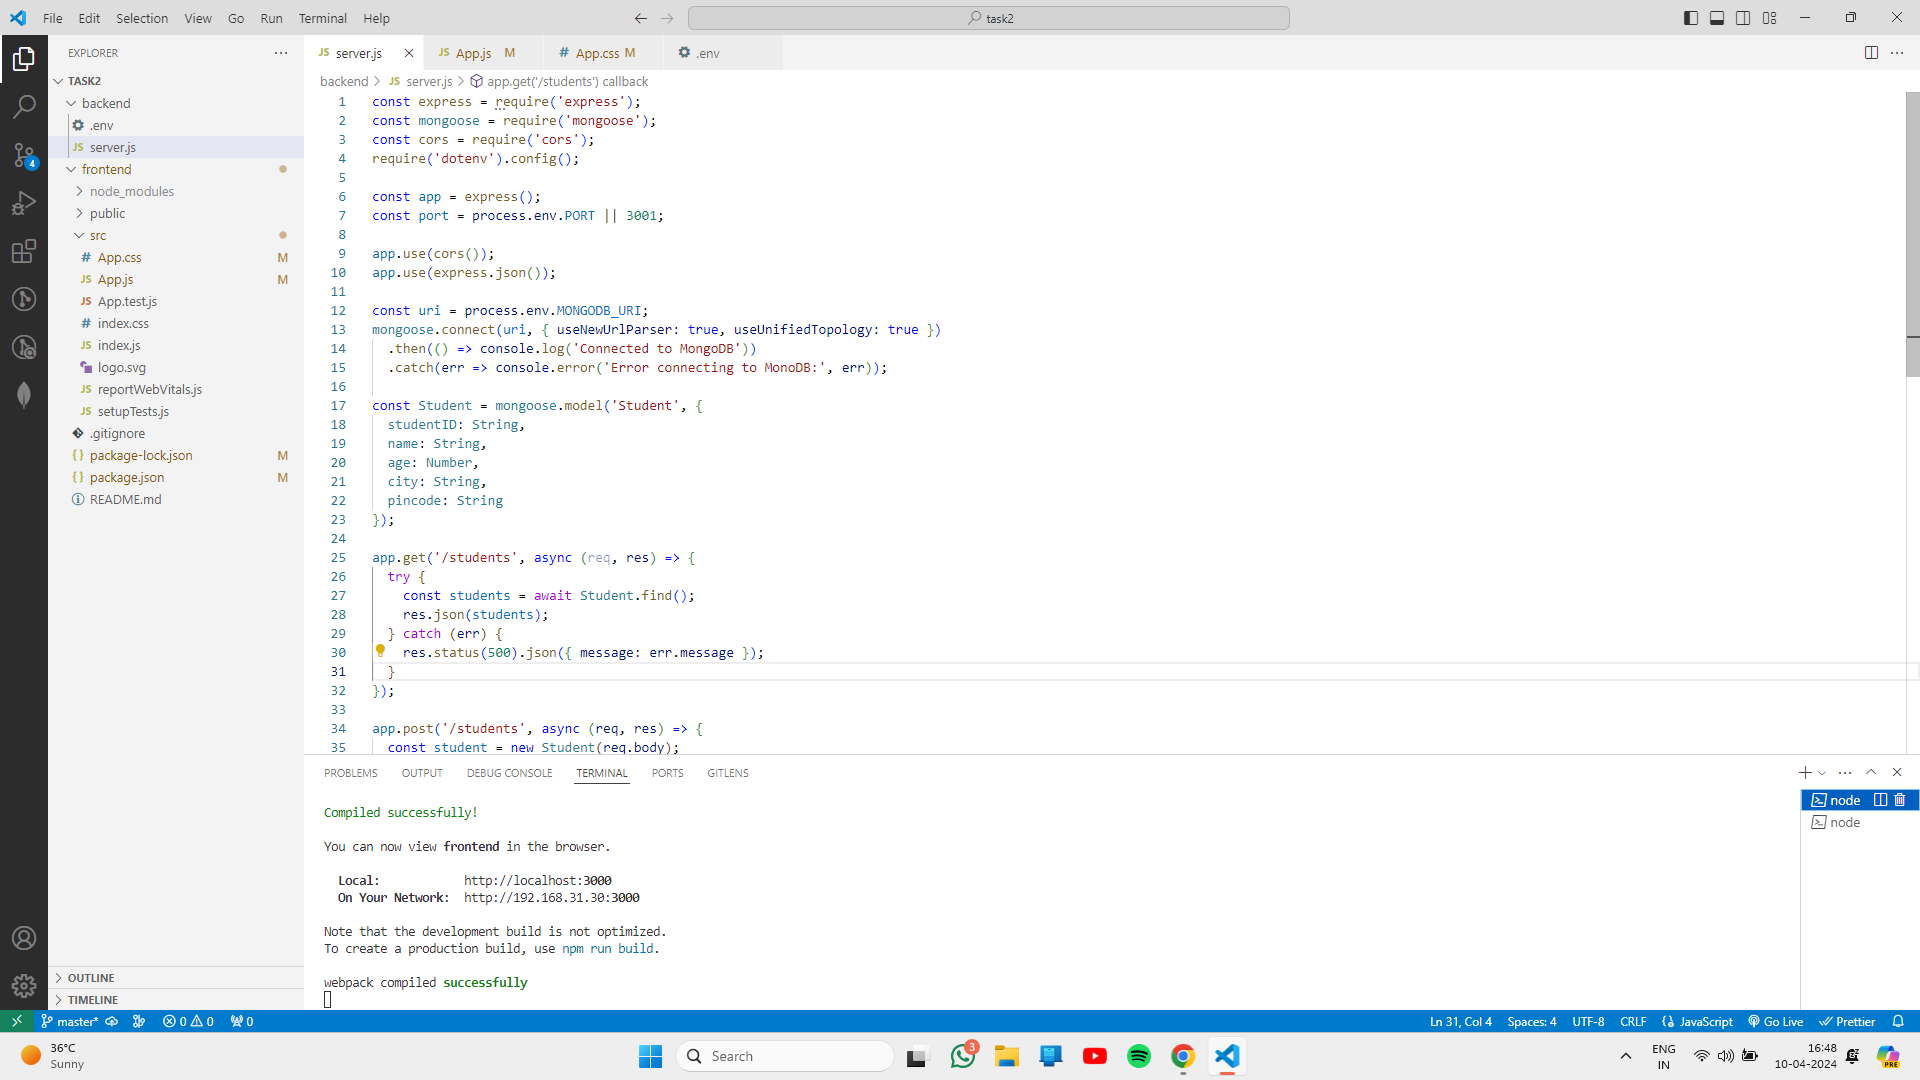 File Edit Selection View Go Run Terminal Help
task2
EXPLORER
TASK2
backend
.env
JS server.js
frontend
node_modules
public
src
# App.css M
JS App.js M
JS App.test.js
# index.css
JS index.js
logo.svg
JS reportWebVitals.js
JS setupTests.js
.gitignore
{} package-lock.json M
{} package.json M
README.md
OUTLINE
TIMELINE
4
JS server.js
JS App.js M
# App.css M
.env
backend > JS server.js > app.get('/students') callback
1 const express = require('express');
2 const mongoose = require('mongoose');
3 const cors = require('cors');
4 require('dotenv').config();
5
6 const app = express();
7 const port = process.env.PORT || 3001;
8
9 app.use(cors());
10 app.use(express.json());
11
12 const uri = process.env.MONGODB_URI;
13 mongoose.connect(uri, { useNewUrlParser: true, useUnifiedTopology: true })
14 .then(() => console.log('Connected to MongoDB'))
15 .catch(err => console.error('Error connecting to MonoDB:', err));
16
17 const Student = mongoose.model('Student', {
18 studentID: String,
19 name: String,
20 age: Number,
21 city: String,
22 pincode: String
23 });
24
25 app.get('/students', async (req, res) => {
26 try {
27 const students = await Student.find();
28 res.json(students);
29 } catch (err) {
30 res.status(500).json({ message: err.message });
31 }
32 });
33
34 app.post('/students', async (req, res) => {
35 const student = new Student(req.body);
PROBLEMS OUTPUT DEBUG CONSOLE TERMINAL PORTS GITLENS
Compiled successfully!
You can now view frontend in the browser.
Local: http://localhost:3000
On Your Network: http://192.168.31.30:3000
Note that the development build is not optimized.
To create a production build, use npm run build.
webpack compiled successfully
node
node
master* 0 0 0
Ln 31, Col 4 Spaces: 4 UTF-8 CRLF {} JavaScript Go Live Prettier
36°C
Sunny
Search
3
ENG
IN
16:48
10-04-2024
PRE